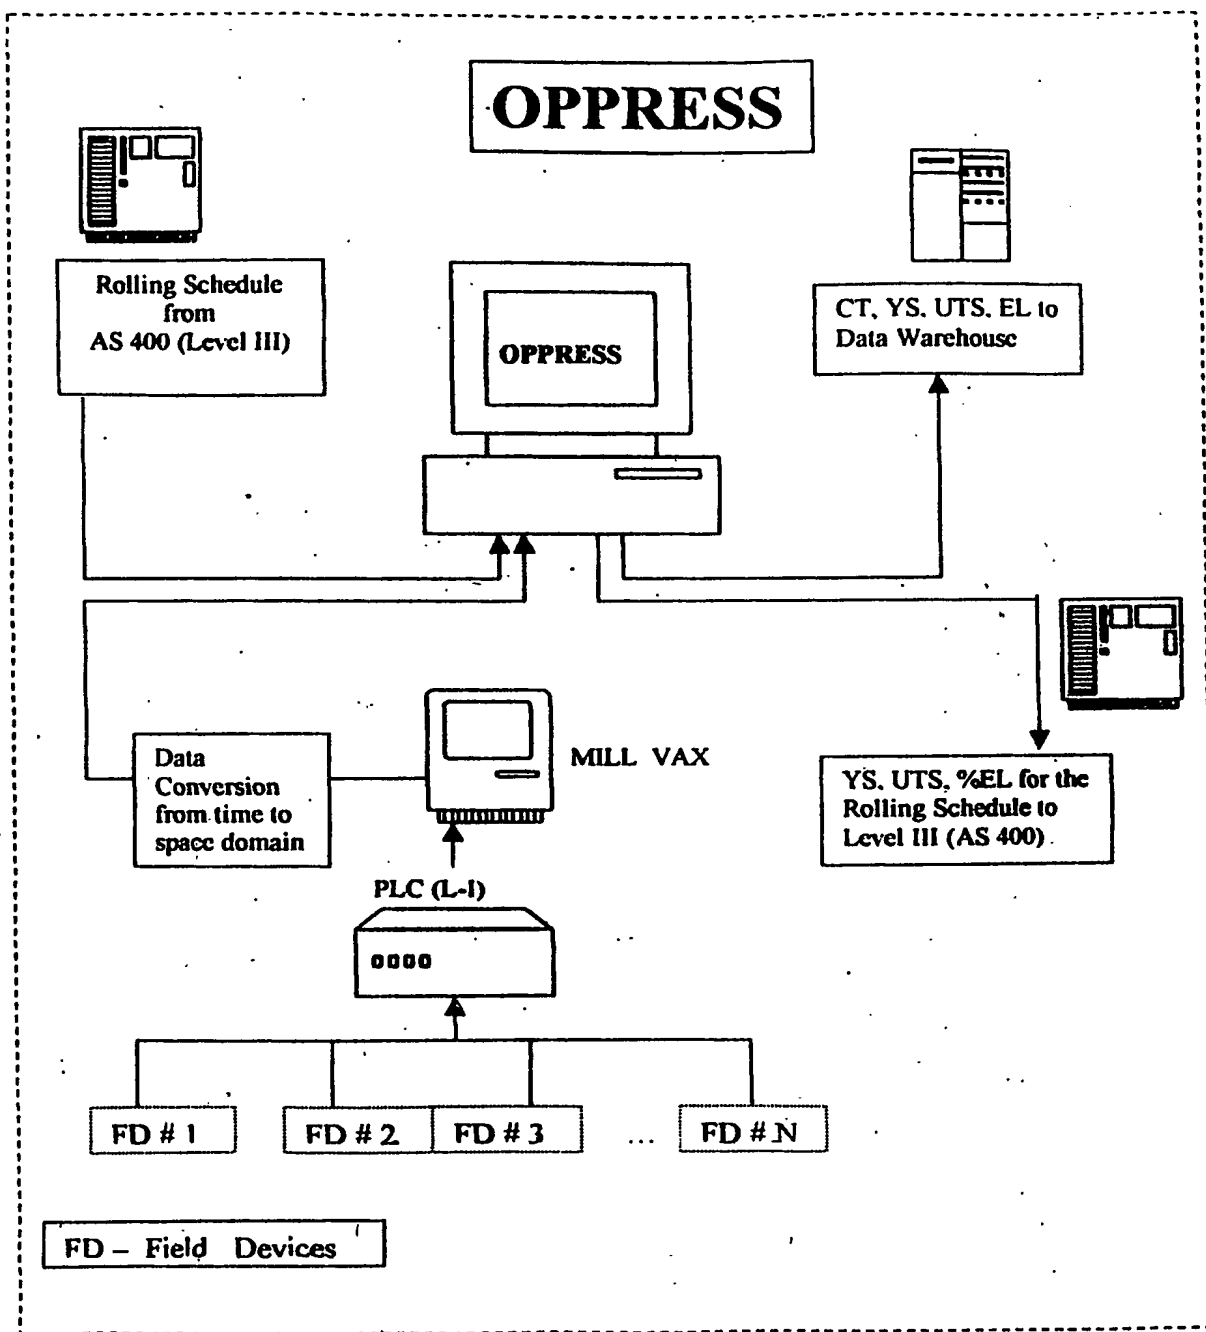 OPPRESS
Rolling Schedule
from
AS 400 (Level III)
OPPRESS
CT, YS, UTS, EL to
Data Warehouse
Data
Conversion
from time to
space domain
MILL VAX
YS, UTS, %EL for the
Rolling Schedule to
Level III (AS 400)
PLC (L-I)
FD # 1
FD # 2
FD # 3
...
FD # N
FD – Field Devices